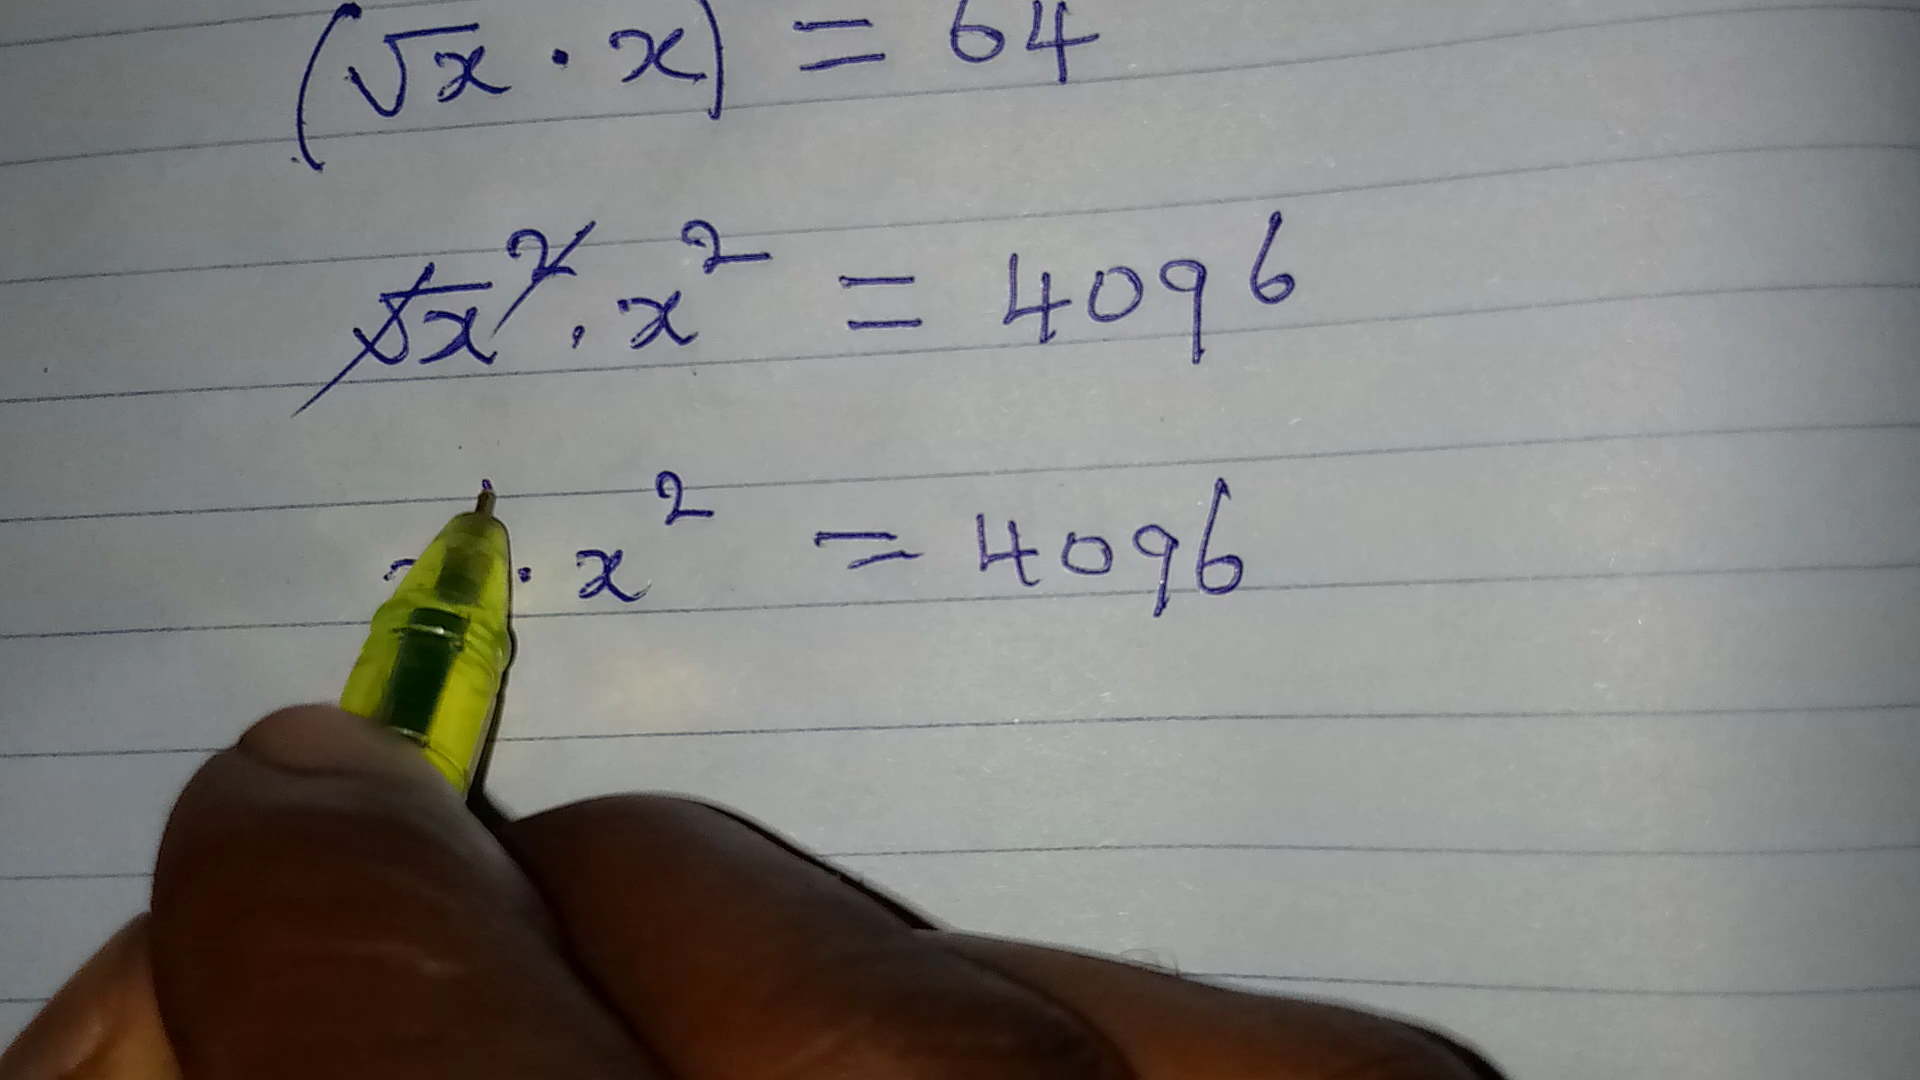 (√x · x) = 64
√x² · x² = 4096
· x² = 4096